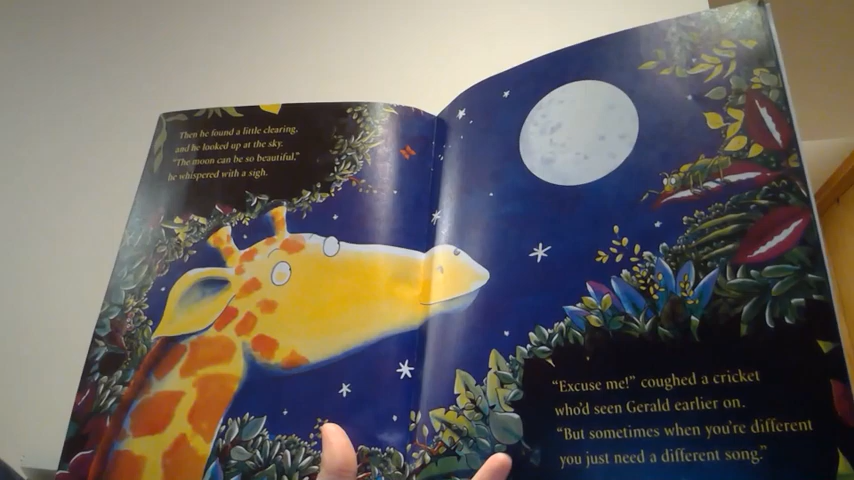 Then he found a little clearing,
and he looked up at the sky.
"The moon can be so beautiful,"
he whispered with a sigh.
"Excuse me!" coughed a cricket
who'd seen Gerald earlier on.
"But sometimes when you're different
you just need a different song."